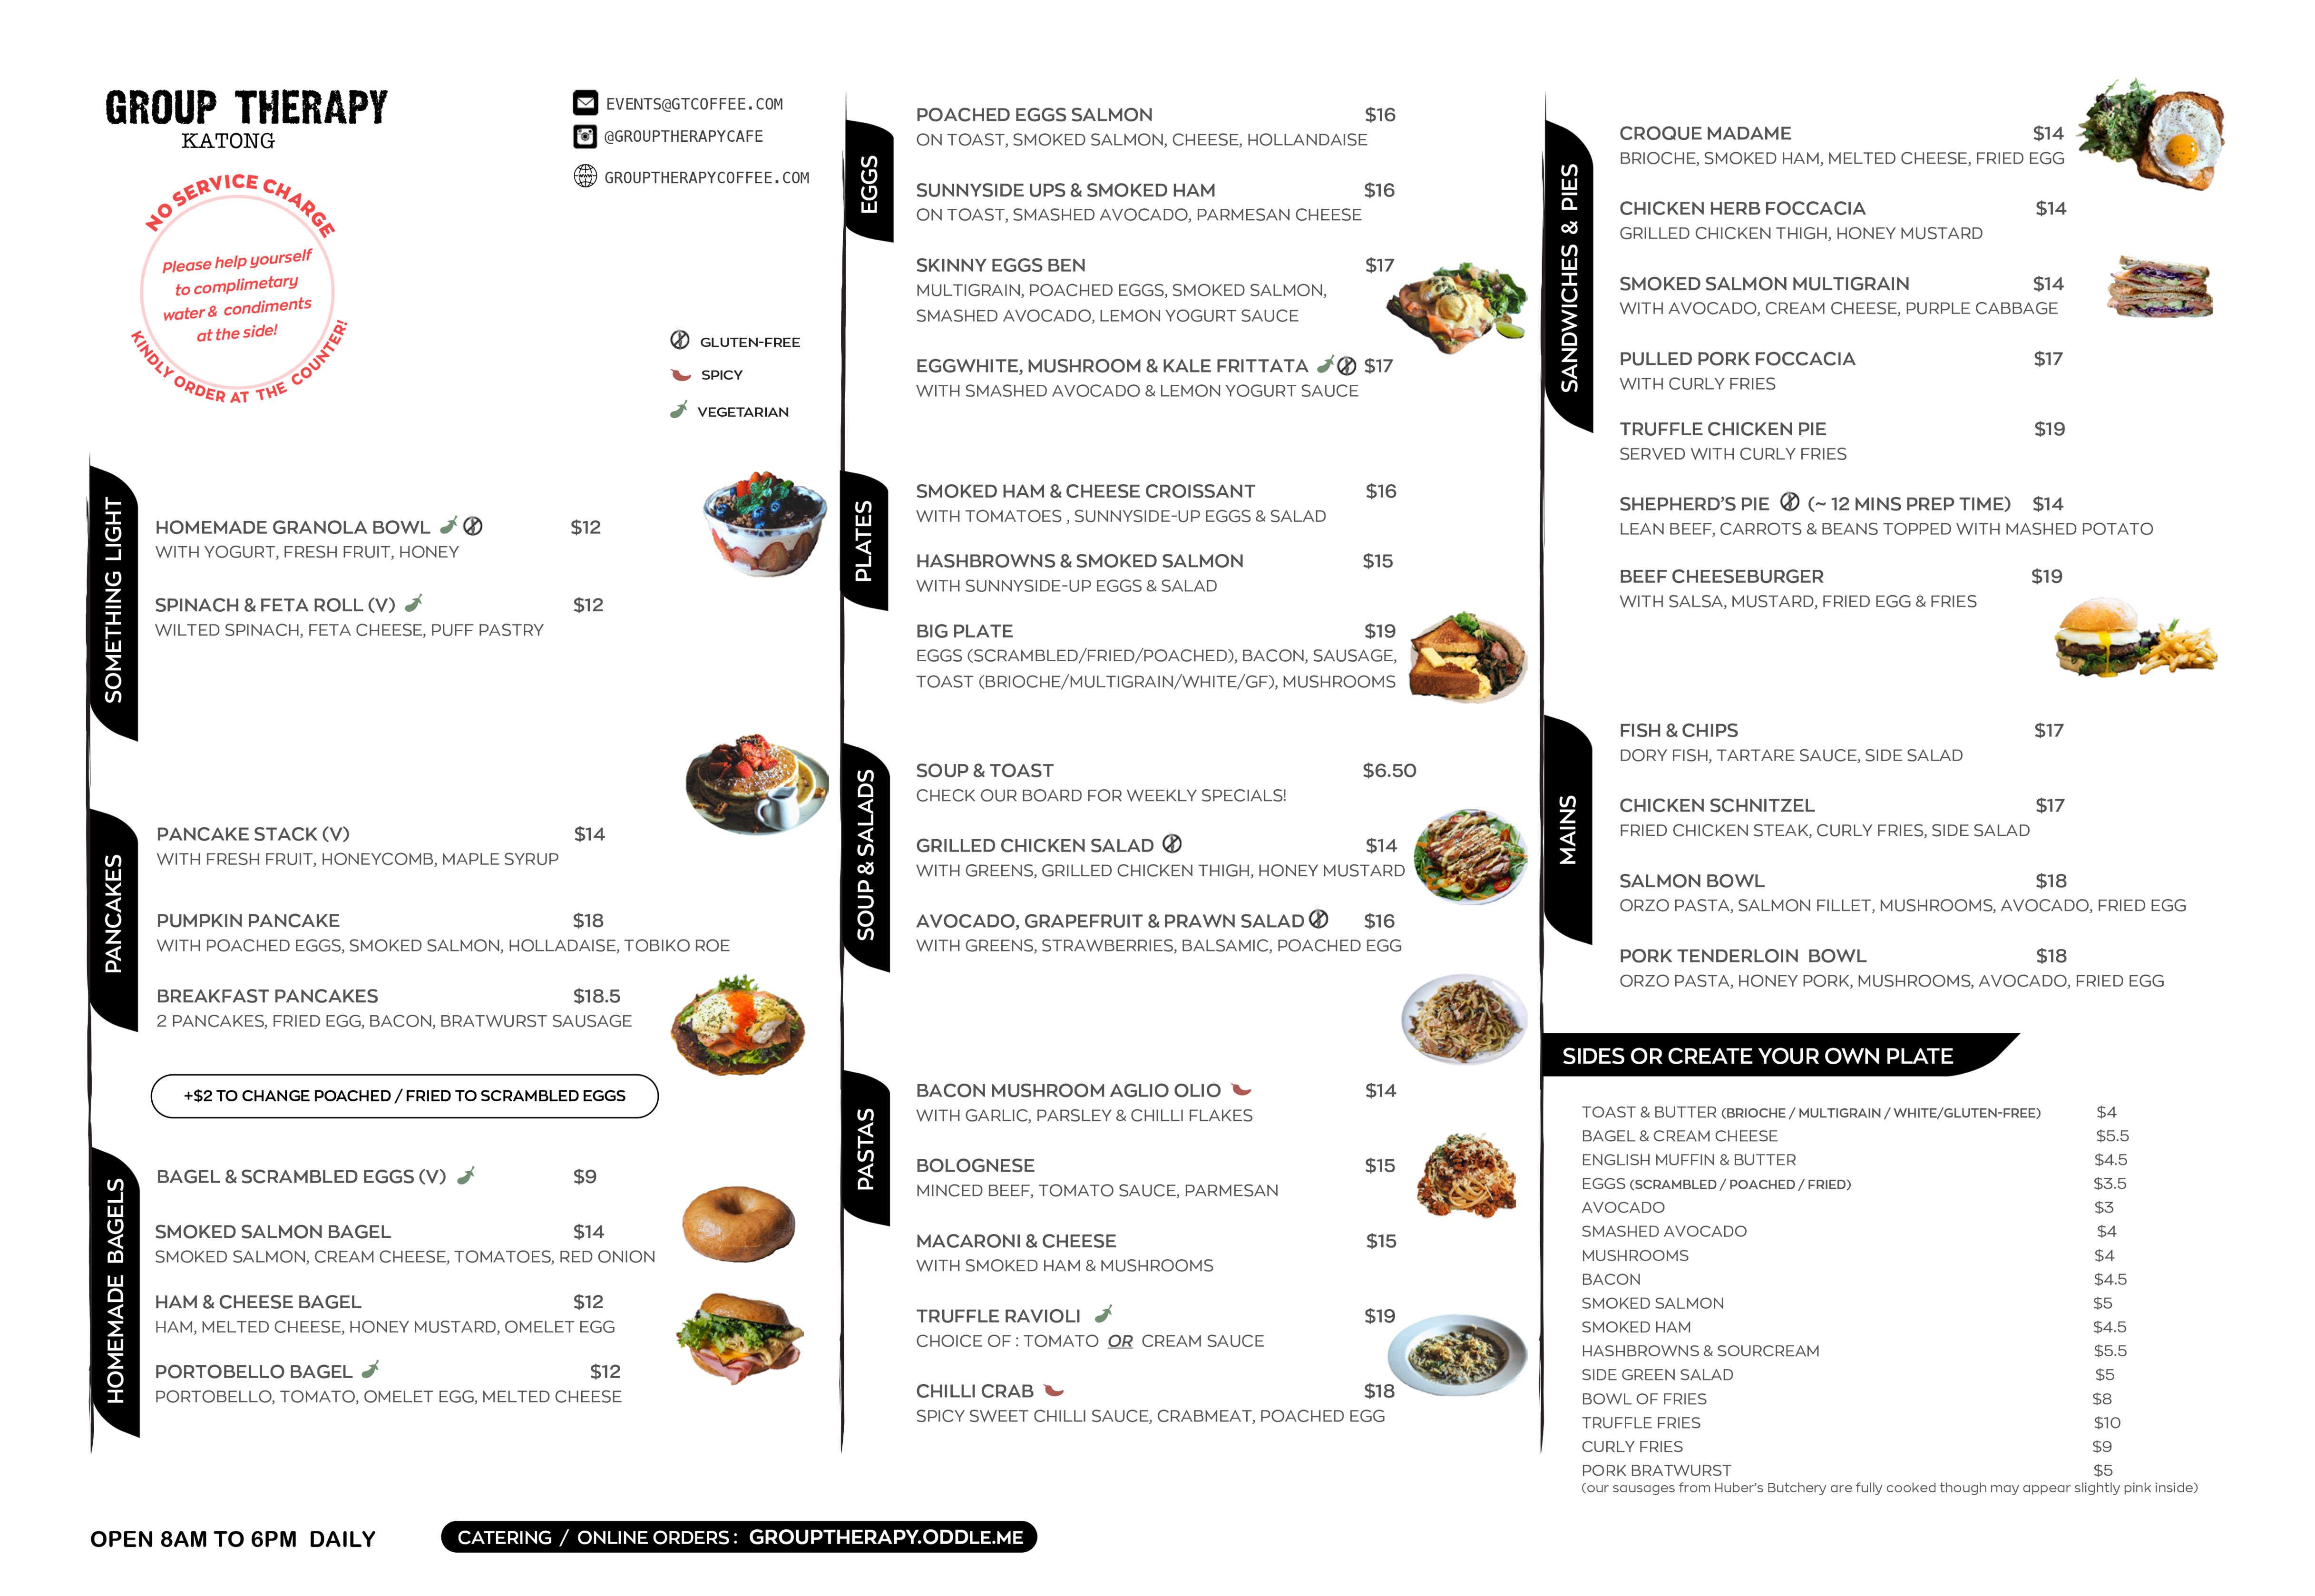 GROUP THERAPY
KATONG
EVENTS@GTCOFFEE.COM
@GROUPTHERAPYCAFE
GROUPTHERAPYCOFFEE.COM
NO SERVICE CHARGE
Please help yourself
to complimetary
water & condiments
at the side!
KINDLY ORDER AT THE COUNTER!
GLUTEN-FREE
SPICY
VEGETARIAN
SOMETHING LIGHT
HOMEMADE GRANOLA BOWL $12
WITH YOGURT, FRESH FRUIT, HONEY
SPINACH & FETA ROLL (V) $12
WILTED SPINACH, FETA CHEESE, PUFF PASTRY
PANCAKES
PANCAKE STACK (V) $14
WITH FRESH FRUIT, HONEYCOMB, MAPLE SYRUP
PUMPKIN PANCAKE $18
WITH POACHED EGGS, SMOKED SALMON, HOLLADAISE, TOBIKO ROE
BREAKFAST PANCAKES $18.5
2 PANCAKES, FRIED EGG, BACON, BRATWURST SAUSAGE
+$2 TO CHANGE POACHED / FRIED TO SCRAMBLED EGGS
HOMEMADE BAGELS
BAGEL & SCRAMBLED EGGS (V) $9
SMOKED SALMON BAGEL $14
SMOKED SALMON, CREAM CHEESE, TOMATOES, RED ONION
HAM & CHEESE BAGEL $12
HAM, MELTED CHEESE, HONEY MUSTARD, OMELET EGG
PORTOBELLO BAGEL $12
PORTOBELLO, TOMATO, OMELET EGG, MELTED CHEESE
EGGS
POACHED EGGS SALMON $16
ON TOAST, SMOKED SALMON, CHEESE, HOLLANDAISE
SUNNYSIDE UPS & SMOKED HAM $16
ON TOAST, SMASHED AVOCADO, PARMESAN CHEESE
SKINNY EGGS BEN $17
MULTIGRAIN, POACHED EGGS, SMOKED SALMON,
SMASHED AVOCADO, LEMON YOGURT SAUCE
EGGWHITE, MUSHROOM & KALE FRITTATA $17
WITH SMASHED AVOCADO & LEMON YOGURT SAUCE
PLATES
SMOKED HAM & CHEESE CROISSANT $16
WITH TOMATOES , SUNNYSIDE-UP EGGS & SALAD
HASHBROWNS & SMOKED SALMON $15
WITH SUNNYSIDE-UP EGGS & SALAD
BIG PLATE $19
EGGS (SCRAMBLED/FRIED/POACHED), BACON, SAUSAGE,
TOAST (BRIOCHE/MULTIGRAIN/WHITE/GF), MUSHROOMS
SOUP & SALADS
SOUP & TOAST $6.50
CHECK OUR BOARD FOR WEEKLY SPECIALS!
GRILLED CHICKEN SALAD $14
WITH GREENS, GRILLED CHICKEN THIGH, HONEY MUSTARD
AVOCADO, GRAPEFRUIT & PRAWN SALAD $16
WITH GREENS, STRAWBERRIES, BALSAMIC, POACHED EGG
PASTAS
BACON MUSHROOM AGLIO OLIO $14
WITH GARLIC, PARSLEY & CHILLI FLAKES
BOLOGNESE $15
MINCED BEEF, TOMATO SAUCE, PARMESAN
MACARONI & CHEESE $15
WITH SMOKED HAM & MUSHROOMS
TRUFFLE RAVIOLI $19
CHOICE OF : TOMATO OR CREAM SAUCE
CHILLI CRAB $18
SPICY SWEET CHILLI SAUCE, CRABMEAT, POACHED EGG
SANDWICHES & PIES
CROQUE MADAME $14
BRIOCHE, SMOKED HAM, MELTED CHEESE, FRIED EGG
CHICKEN HERB FOCCACIA $14
GRILLED CHICKEN THIGH, HONEY MUSTARD
SMOKED SALMON MULTIGRAIN $14
WITH AVOCADO, CREAM CHEESE, PURPLE CABBAGE
PULLED PORK FOCCACIA $17
WITH CURLY FRIES
TRUFFLE CHICKEN PIE $19
SERVED WITH CURLY FRIES
SHEPHERD'S PIE (~ 12 MINS PREP TIME) $14
LEAN BEEF, CARROTS & BEANS TOPPED WITH MASHED POTATO
BEEF CHEESEBURGER $19
WITH SALSA, MUSTARD, FRIED EGG & FRIES
MAINS
FISH & CHIPS $17
DORY FISH, TARTARE SAUCE, SIDE SALAD
CHICKEN SCHNITZEL $17
FRIED CHICKEN STEAK, CURLY FRIES, SIDE SALAD
SALMON BOWL $18
ORZO PASTA, SALMON FILLET, MUSHROOMS, AVOCADO, FRIED EGG
PORK TENDERLOIN BOWL $18
ORZO PASTA, HONEY PORK, MUSHROOMS, AVOCADO, FRIED EGG
SIDES OR CREATE YOUR OWN PLATE
TOAST & BUTTER (BRIOCHE / MULTIGRAIN / WHITE/GLUTEN-FREE) $4
BAGEL & CREAM CHEESE $5.5
ENGLISH MUFFIN & BUTTER $4.5
EGGS (SCRAMBLED / POACHED / FRIED) $3.5
AVOCADO $3
SMASHED AVOCADO $4
MUSHROOMS $4
BACON $4.5
SMOKED SALMON $5
SMOKED HAM $4.5
HASHBROWNS & SOURCREAM $5.5
SIDE GREEN SALAD $5
BOWL OF FRIES $8
TRUFFLE FRIES $10
CURLY FRIES $9
PORK BRATWURST $5
(our sausages from Huber's Butchery are fully cooked though may appear slightly pink inside)
OPEN 8AM TO 6PM DAILY
CATERING / ONLINE ORDERS : GROUPTHERAPY.ODDLE.ME